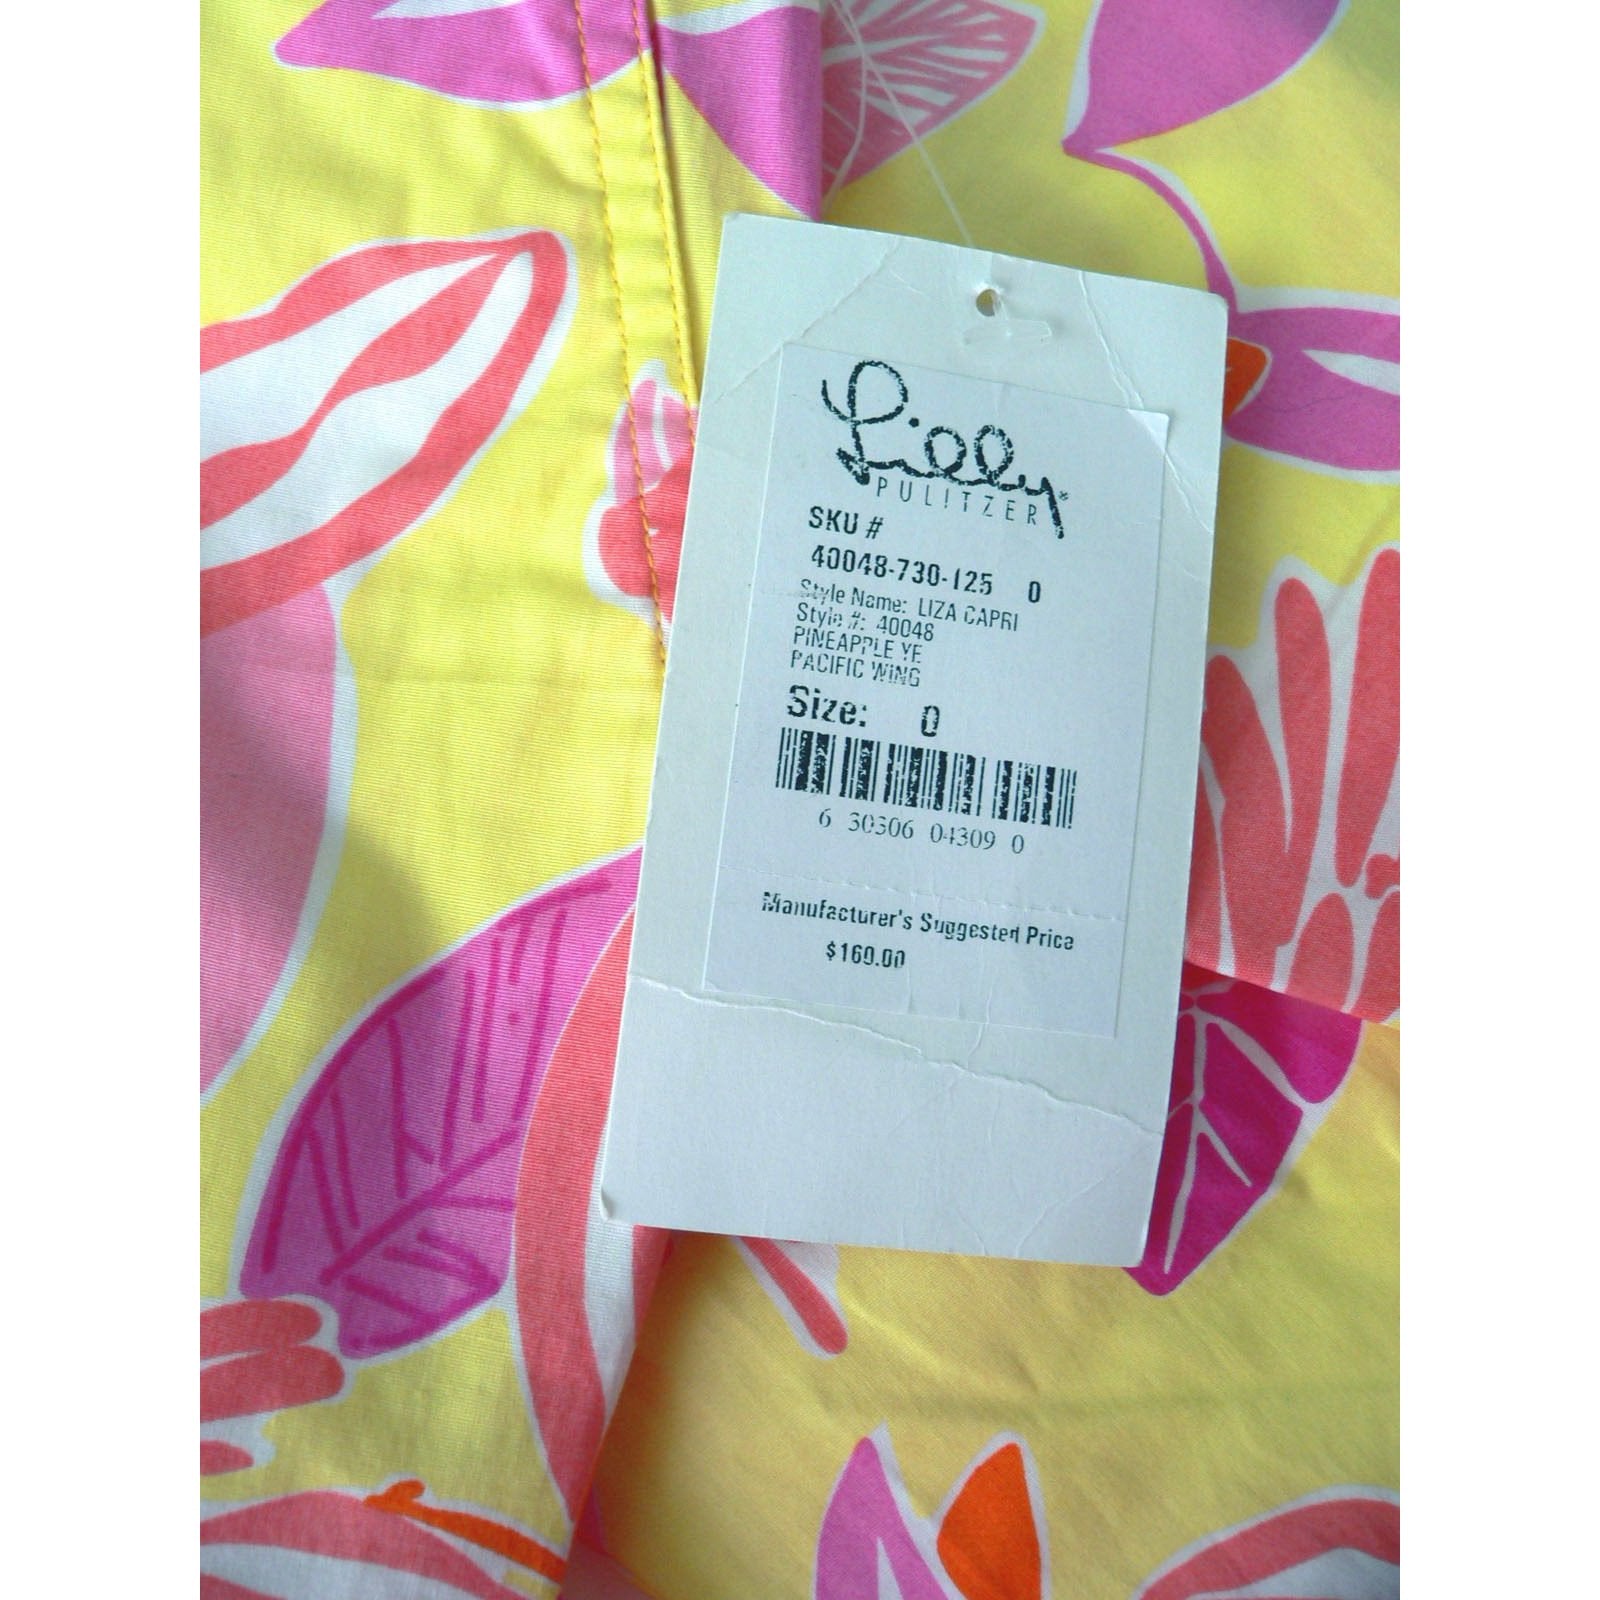 Lilly®
PULITZER
SKU #
40048-730-125 0
Style Name: LIZA CAPRI
Style #: 40048
PINEAPPLE YE
PACIFIC WING
Size: 0
6 30306 04309 0
Manufacturer's Suggested Price
$160.00